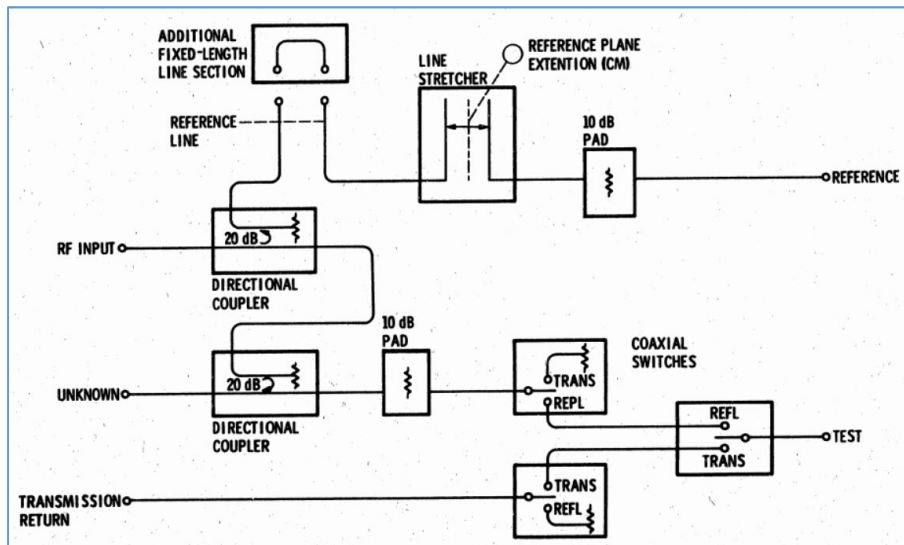 ADDITIONAL
FIXED-LENGTH
LINE SECTION
REFERENCE
LINE
LINE
STRETCHER
REFERENCE PLANE
EXTENTION (CM)
10 dB
PAD
REFERENCE
RF INPUT
20 dB
DIRECTIONAL
COUPLER
10 dB
PAD
COAXIAL
SWITCHES
UNKNOWN
20 dB
DIRECTIONAL
COUPLER
TRANS
REPL
REFL
TRANS
TEST
TRANSMISSION
RETURN
TRANS
REFL